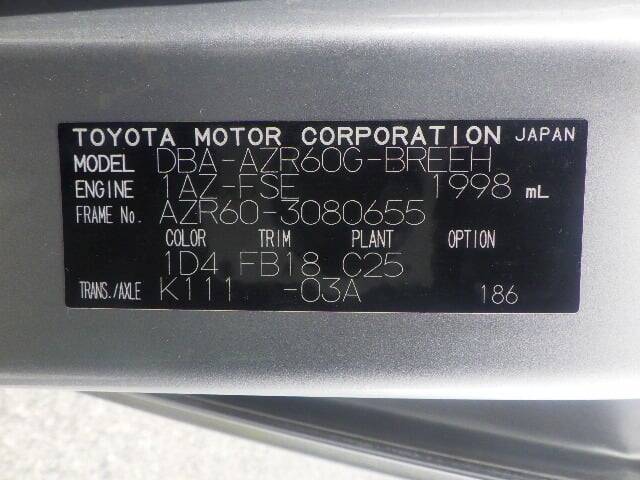 TOYOTA MOTOR CORPORATION JAPAN
MODEL DBA-AZR60G-BREEH
ENGINE 1AZ-FSE 1998 mL
FRAME No. AZR60-3080655
COLOR TRIM PLANT OPTION
1D4 FB18 C25
TRANS./AXLE K111 -03A 186